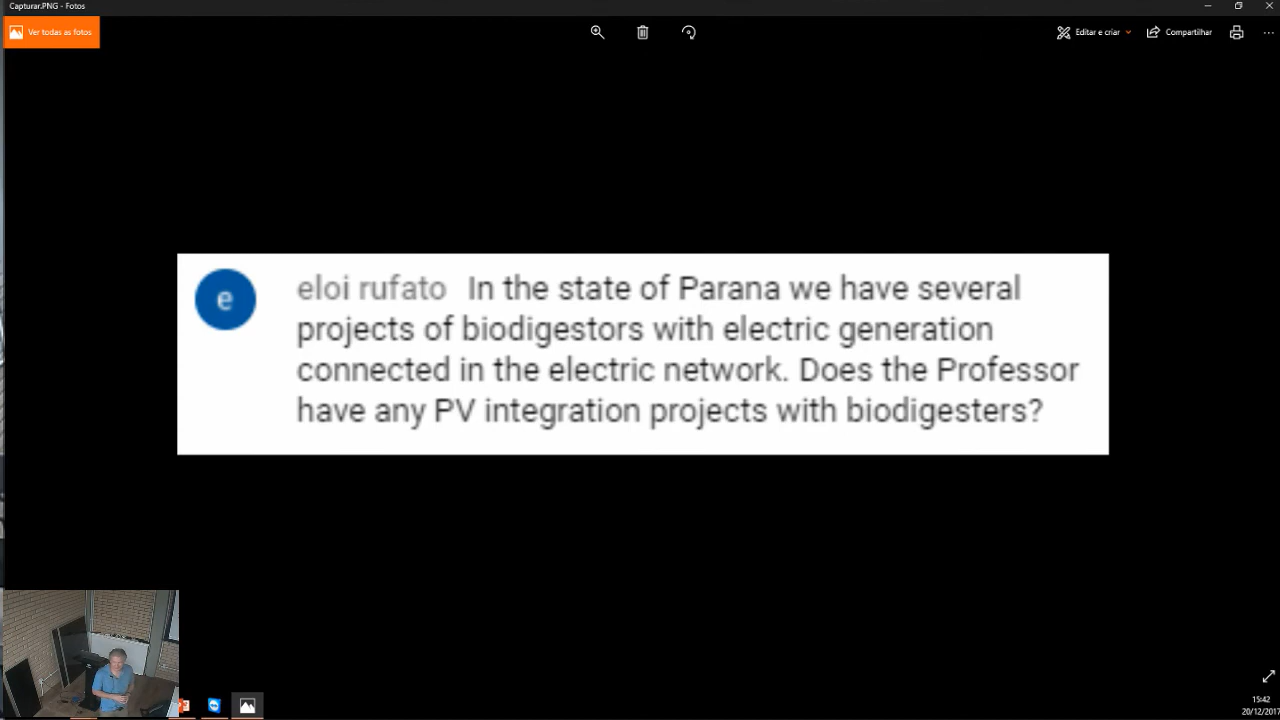 Capturar.PNG - Fotos
Ver todas as fotos
Editar e criar
Compartilhar
e
eloi rufato In the state of Parana we have several
projects of biodigestors with electric generation
connected in the electric network. Does the Professor
have any PV integration projects with biodigesters?
15:42
20/12/2017